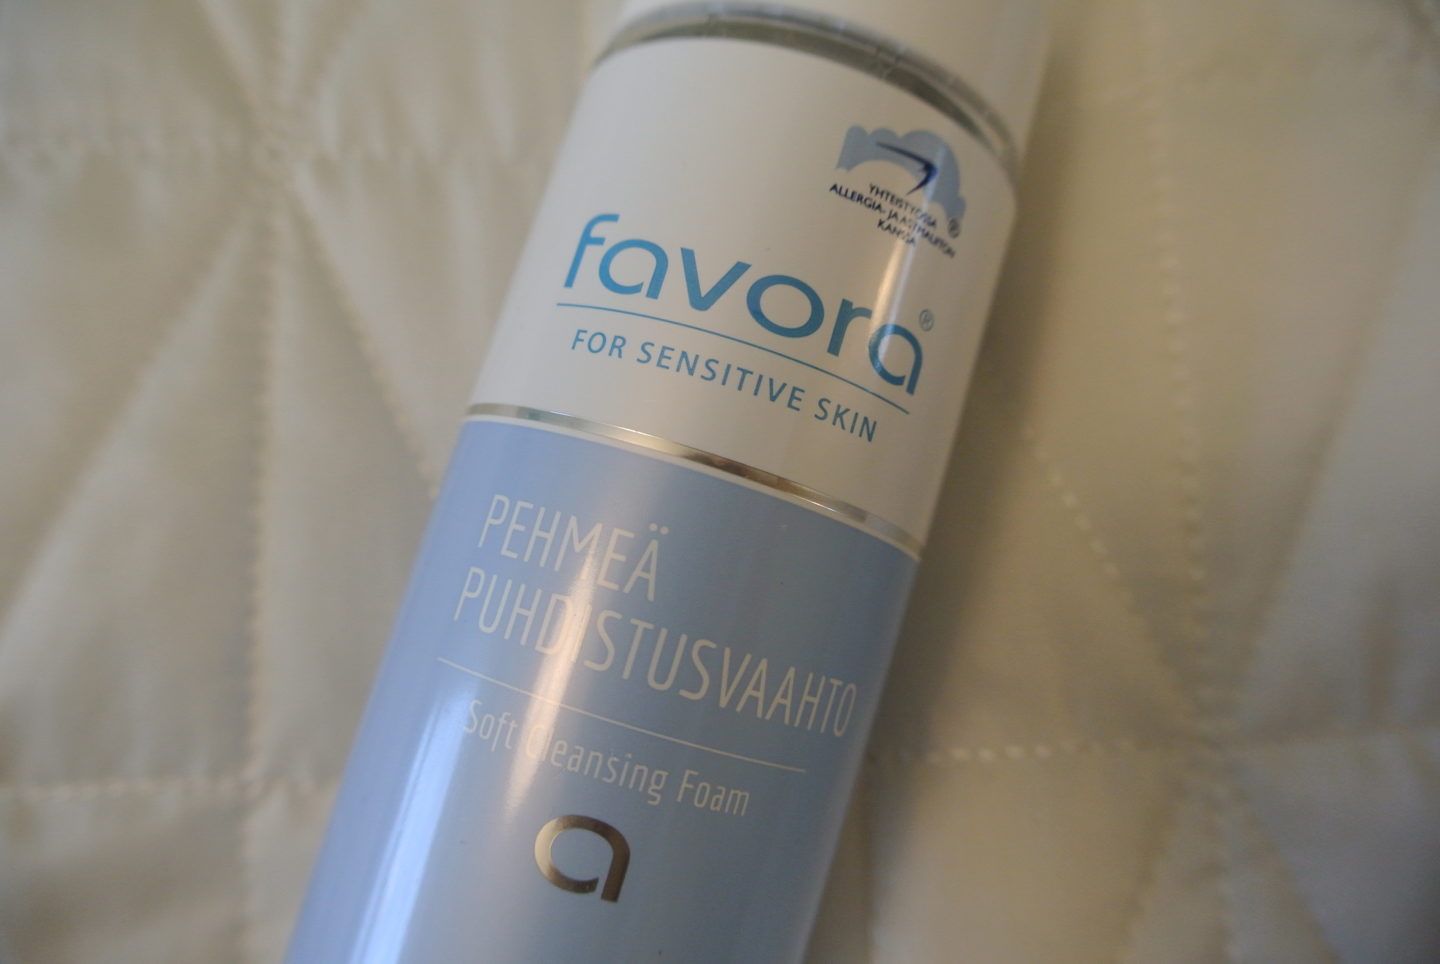 YHTEISTYÖSSÄ
ALLERGIA- JA ASTMALIITON
KANSSA
®
favora®
FOR SENSITIVE SKIN
PEHMEÄ
PUHDISTUSVAAHTO
Soft Cleansing Foam
a